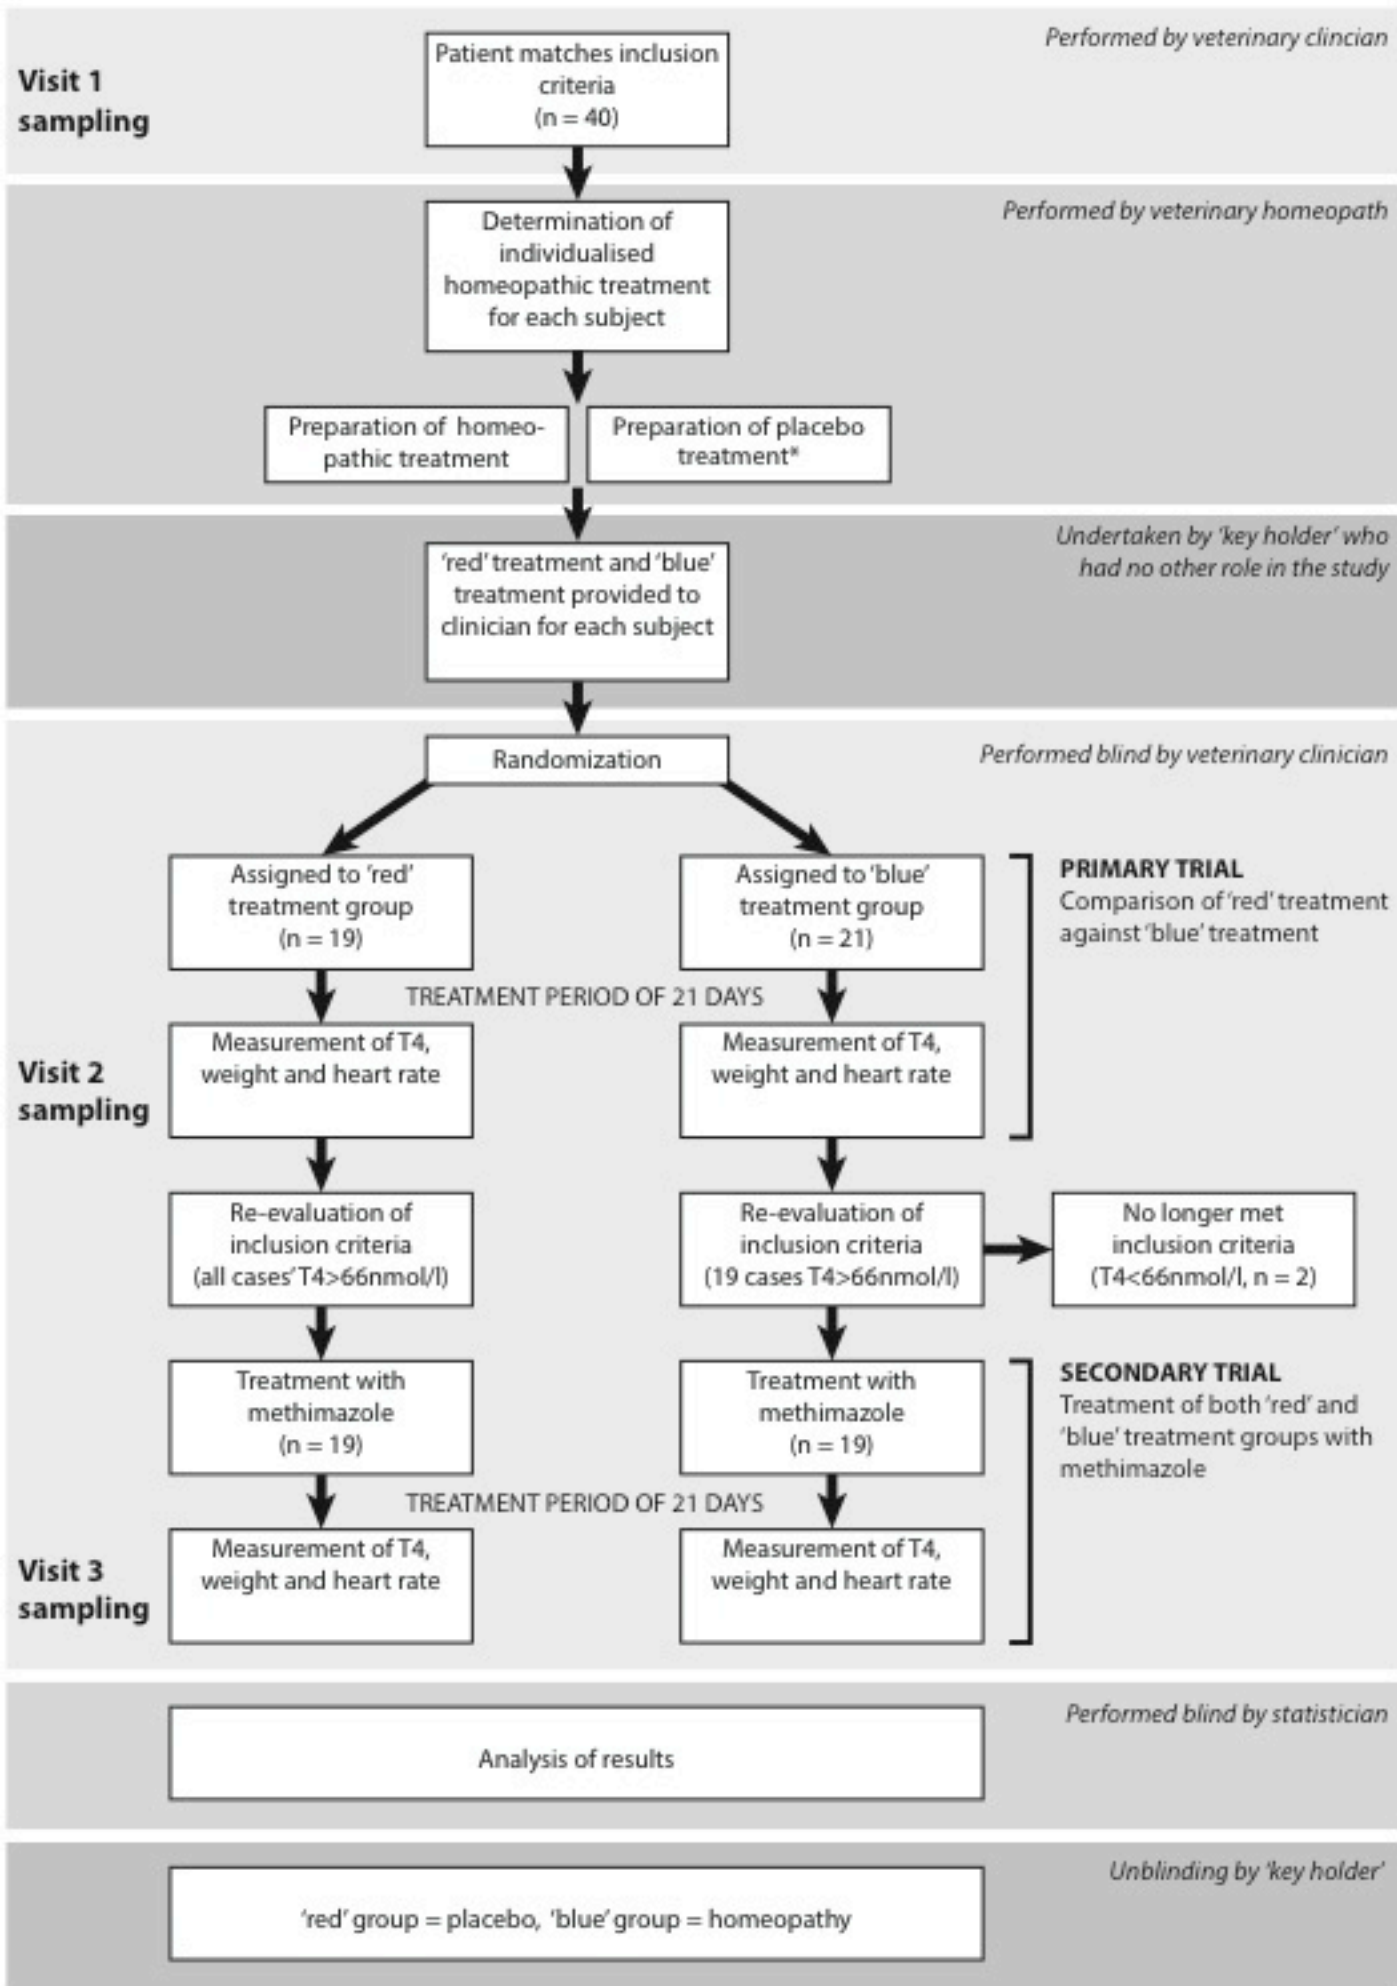 Performed by veterinary clincian
Visit 1
sampling
Patient matches inclusion
criteria
(n = 40)
Performed by veterinary homeopath
Determination of
individualised
homeopathic treatment
for each subject
Preparation of homeo-
pathic treatment
Preparation of placebo
treatment*
Undertaken by ‘key holder’ who
had no other role in the study
‘red’ treatment and ‘blue’
treatment provided to
clinician for each subject
Randomization
Performed blind by veterinary clinician
Assigned to ‘red’
treatment group
(n = 19)
Assigned to ‘blue’
treatment group
(n = 21)
PRIMARY TRIAL
Comparison of ‘red’ treatment
against ‘blue’ treatment
TREATMENT PERIOD OF 21 DAYS
Visit 2
sampling
Measurement of T4,
weight and heart rate
Measurement of T4,
weight and heart rate
Re-evaluation of
inclusion criteria
(all cases’ T4>66nmol/l)
Re-evaluation of
inclusion criteria
(19 cases T4>66nmol/l)
No longer met
inclusion criteria
(T4<66nmol/l, n = 2)
Treatment with
methimazole
(n = 19)
Treatment with
methimazole
(n = 19)
SECONDARY TRIAL
Treatment of both ‘red’ and
‘blue’ treatment groups with
methimazole
TREATMENT PERIOD OF 21 DAYS
Visit 3
sampling
Measurement of T4,
weight and heart rate
Measurement of T4,
weight and heart rate
Performed blind by statistician
Analysis of results
Unblinding by ‘key holder’
‘red’ group = placebo, ‘blue’ group = homeopathy